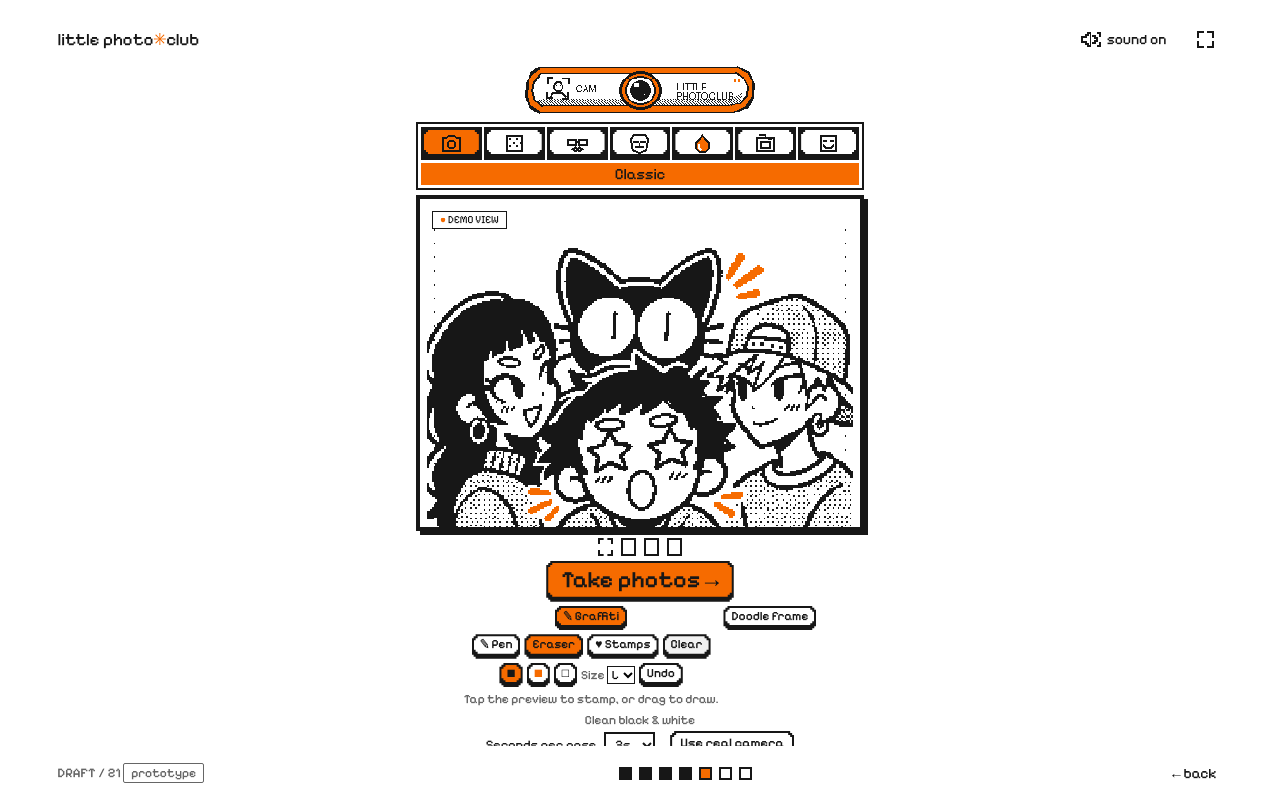 little photo✳club
sound on
CAM
LITTLE
PHOTOCLUB
Classic
DEMO VIEW
Take photos→
✎ Graffiti
Doodle frame
✎ Pen
Eraser
♥ Stamps
Clear
Size
L
Undo
Tap the preview to stamp, or drag to draw.
Clean black & white
Seconds per pose
3s
Use real camera
DRAFT / 21
prototype
←back